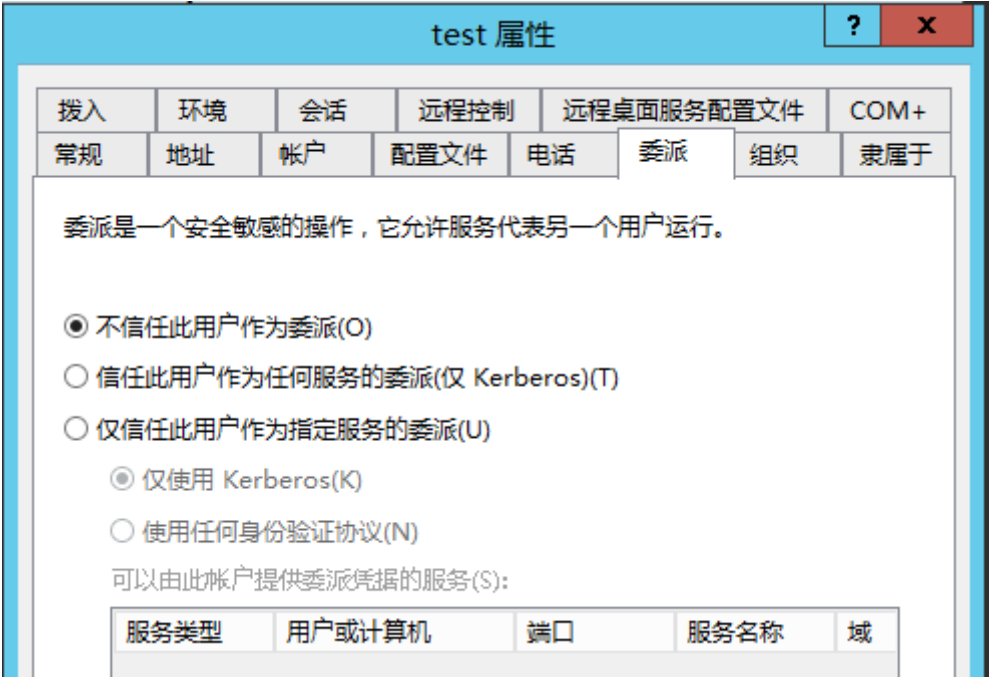 test 属性
?
x
拨入 环境 会话 远程控制 远程桌面服务配置文件 COM+
常规 地址 帐户 配置文件 电话 委派 组织 隶属于
委派是一个安全敏感的操作，它允许服务代表另一个用户运行。
不信任此用户作为委派(O)
信任此用户作为任何服务的委派(仅 Kerberos)(T)
仅信任此用户作为指定服务的委派(U)
仅使用 Kerberos(K)
使用任何身份验证协议(N)
可以由此帐户提供委派凭据的服务(S):
服务类型 用户或计算机 端口 服务名称 域